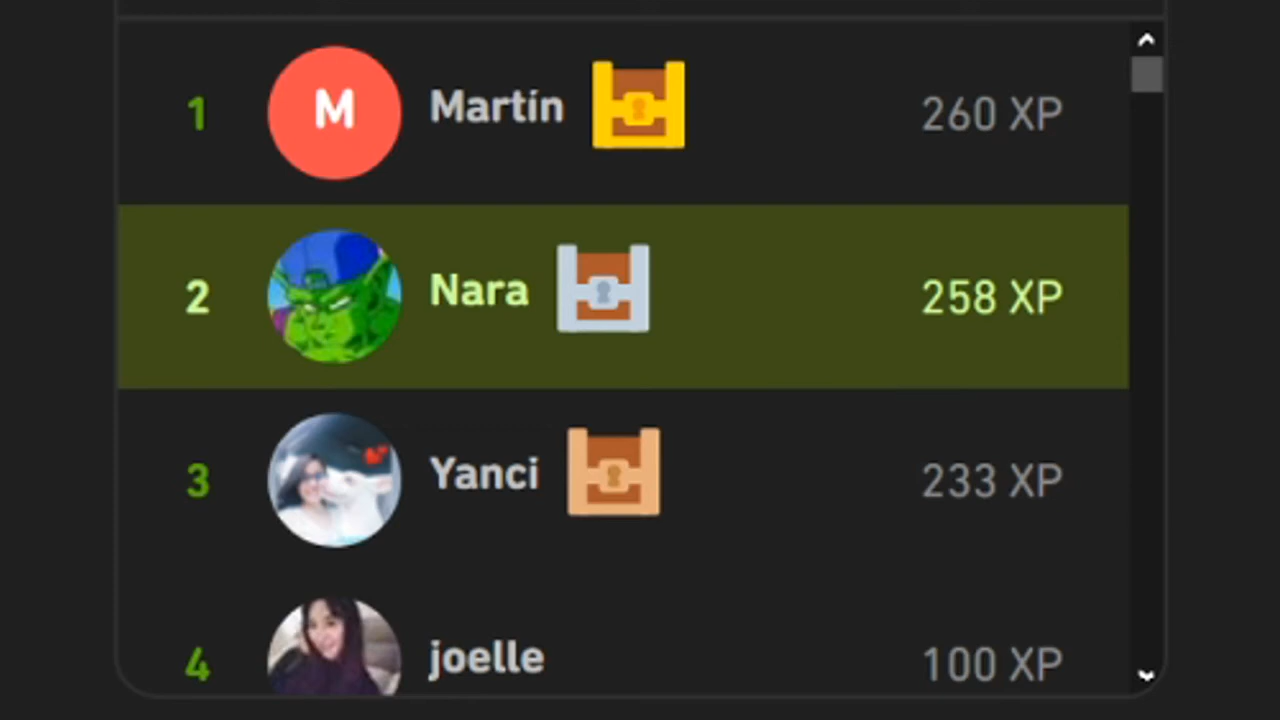 1 M Martín 260 XP
2 Nara 258 XP
3 Yanci 233 XP
4 joelle 100 XP